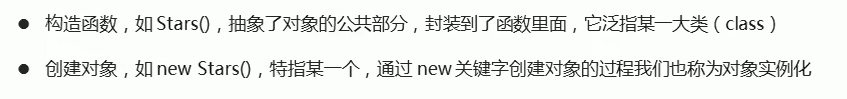 ● 构造函数，如 Stars()，抽象了对象的公共部分，封装到了函数里面，它泛指某一大类（class）
● 创建对象，如 new Stars()，特指某一个，通过 new 关键字创建对象的过程我们也称为对象实例化